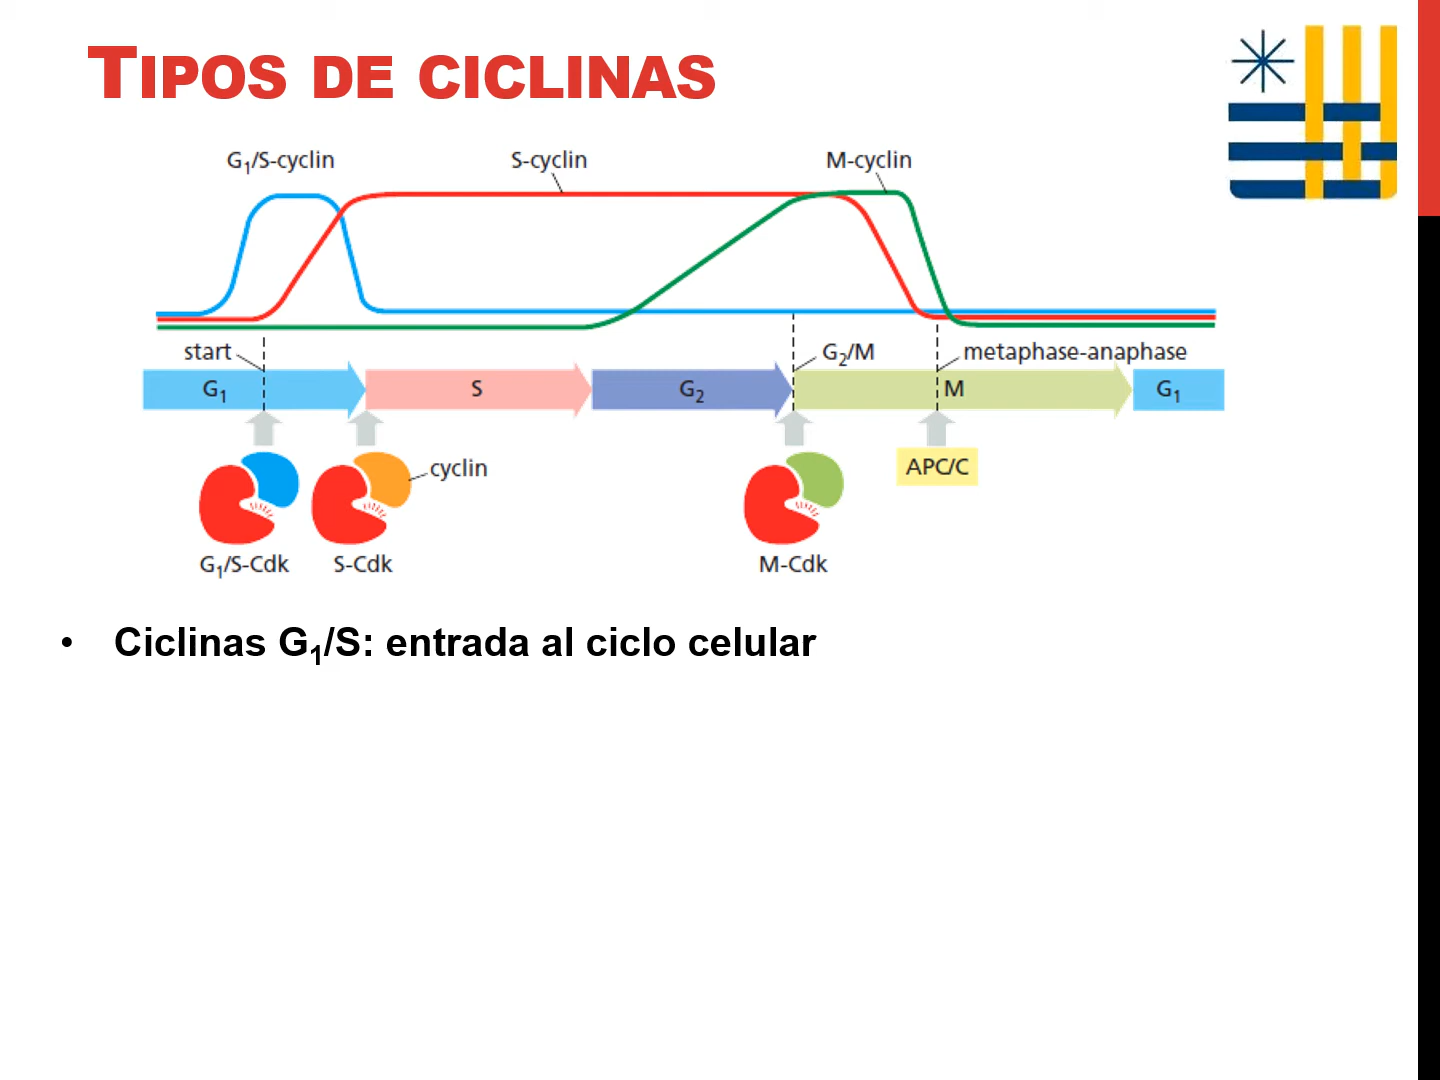 TIPOS DE CICLINAS
G1/S-cyclin S-cyclin M-cyclin
start G2/M metaphase-anaphase
G1 S G2 M G1
cyclin APC/C
G1/S-Cdk S-Cdk M-Cdk
• Ciclinas G1/S: entrada al ciclo celular